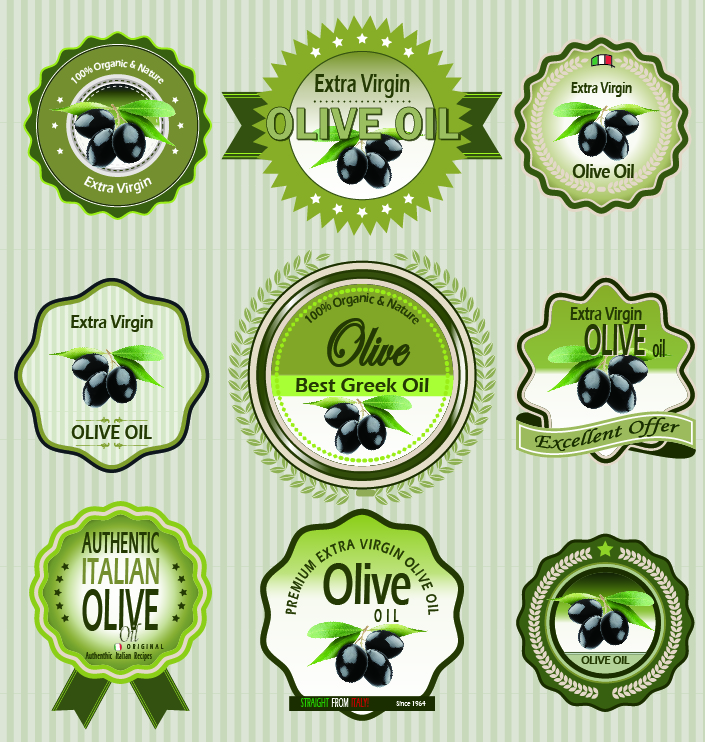 100% Organic & Nature
Extra Virgin
Extra Virgin
OLIVE OIL
Extra Virgin
Olive Oil
Extra Virgin
OLIVE OIL
100% Organic & Nature
Olive
Best Greek Oil
Extra Virgin
OLIVE oil
Excellent Offer
AUTHENTIC
ITALIAN
OLIVE
Oil
ORIGINAL
Authenthic Italian Recipes
PREMIUM EXTRA VIRGIN OLIVE OIL
Olive
OIL
STRAIGHT FROM ITALY!
Since 1964
OLIVE OIL